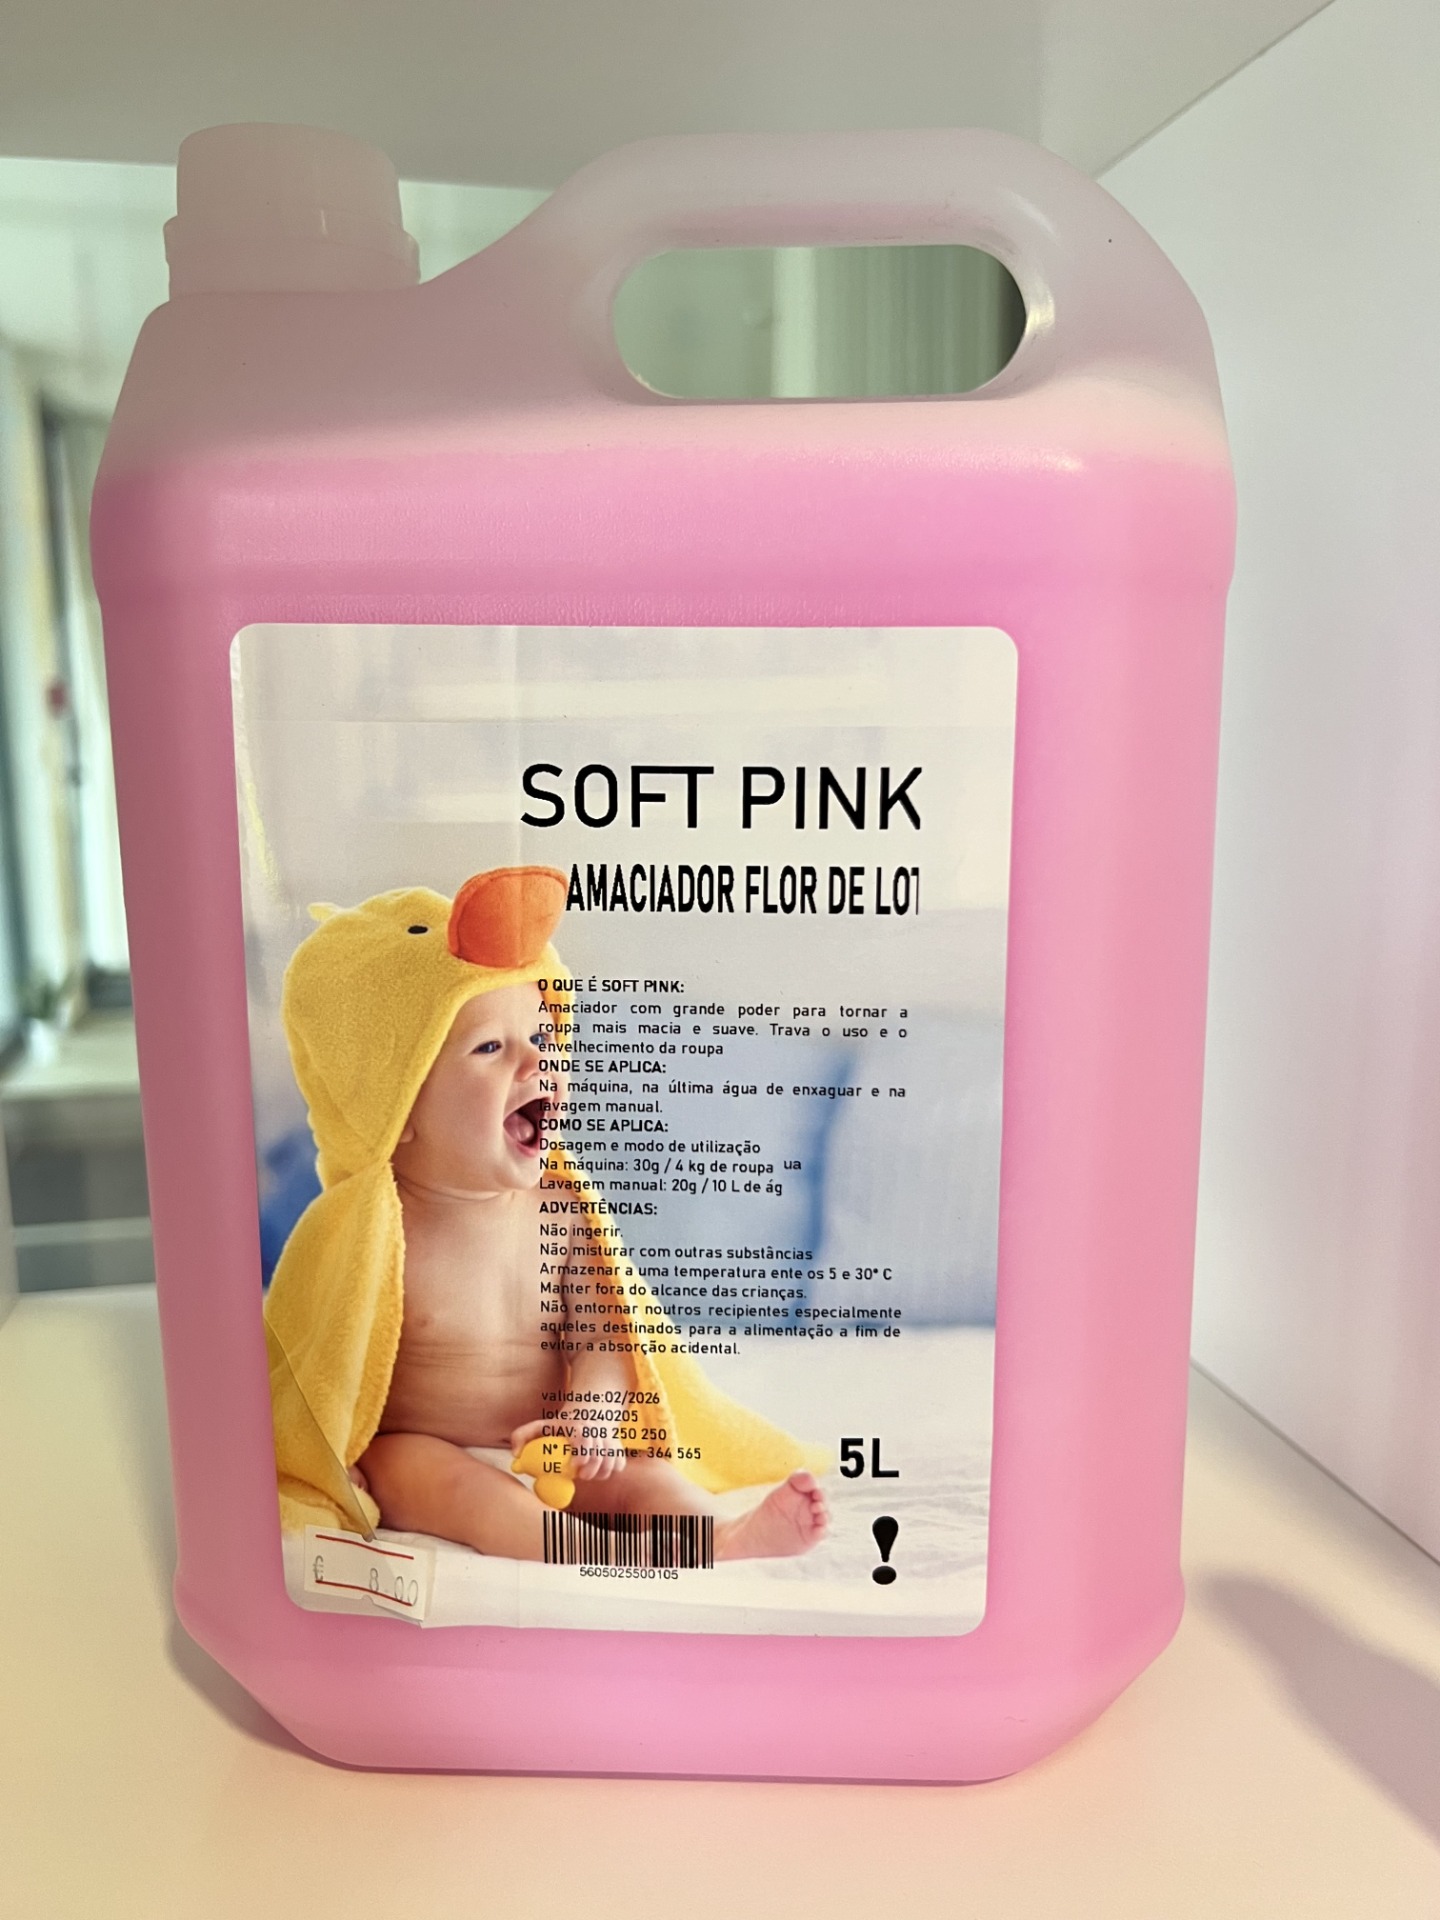 SOFT PINK
AMACIADOR FLOR DE LOT
O QUE É SOFT PINK:
Amaciador com grande poder para tornar a
roupa mais macia e suave. Trava o uso e o
envelhecimento da roupa
ONDE SE APLICA:
Na máquina, na última água de enxaguar e na
lavagem manual.
COMO SE APLICA:
Dosagem e modo de utilização
Na máquina: 30g / 4 kg de roupa ua
Lavagem manual: 20g / 10 L de ág
ADVERTÊNCIAS:
Não ingerir.
Não misturar com outras substâncias
Armazenar a uma temperatura ente os 5 e 30° C
Manter fora do alcance das crianças.
Não entornar noutros recipientes especialmente
aqueles destinados para a alimentação a fim de
evitar a absorção acidental.
validade:02/2026
lote:20240205
CIAV: 808 250 250
N° Fabricante: 364 565
UE
5L
!
5605025500105
€ 8.00